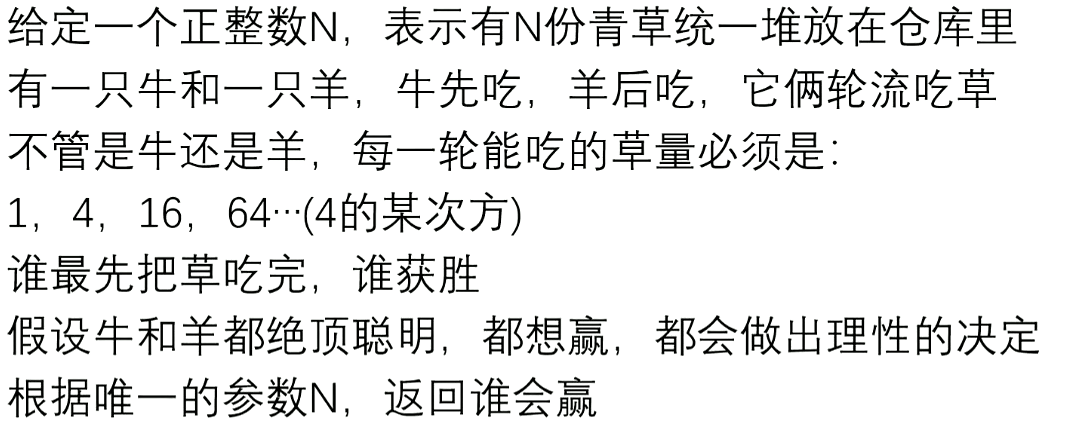 给定一个正整数N，表示有N份青草统一堆放在仓库里
有一只牛和一只羊，牛先吃，羊后吃，它俩轮流吃草
不管是牛还是羊，每一轮能吃的草量必须是：
1，4，16，64…(4的某次方)
谁最先把草吃完，谁获胜
假设牛和羊都绝顶聪明，都想赢，都会做出理性的决定
根据唯一的参数N，返回谁会赢